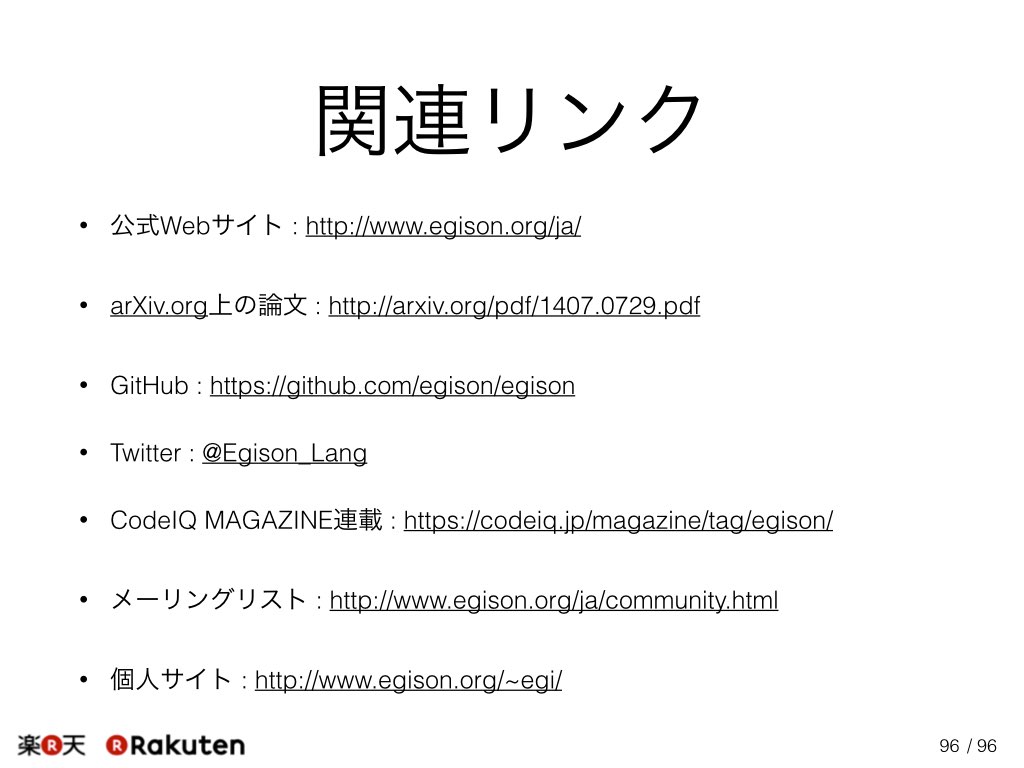 関連リンク
• 公式Webサイト : http://www.egison.org/ja/
• arXiv.org上の論文 : http://arxiv.org/pdf/1407.0729.pdf
• GitHub : https://github.com/egison/egison
• Twitter : @Egison_Lang
• CodeIQ MAGAZINE連載 : https://codeiq.jp/magazine/tag/egison/
• メーリングリスト : http://www.egison.org/ja/community.html
• 個人サイト : http://www.egison.org/~egi/
楽R天 R Rakuten 96 / 96